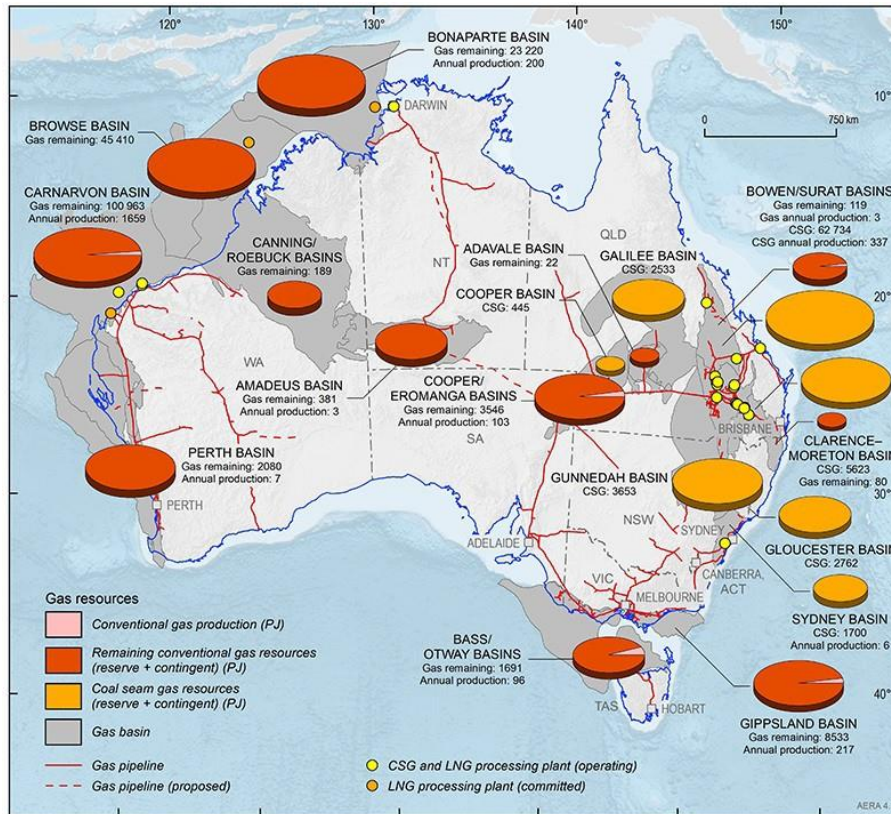 120°
130°
140°
150°
BONAPARTE BASIN
Gas remaining: 23 220
Annual production: 200
10°
DARWIN
0
750 km
BROWSE BASIN
Gas remaining: 45 410
CARNARVON BASIN
Gas remaining: 100 963
Annual production: 1659
BOWEN/SURAT BASINS
Gas remaining: 119
Gas annual production: 3
CSG: 62 734
CSG annual production: 337
CANNING/
ROEBUCK BASINS
Gas remaining: 189
NT
ADAVALE BASIN
Gas remaining: 22
QLD
GALILEE BASIN
CSG: 2533
20°
COOPER BASIN
CSG: 445
WA
AMADEUS BASIN
Gas remaining: 381
Annual production: 3
COOPER/
EROMANGA BASINS
Gas remaining: 3546
Annual production: 103
SA
BRISBANE
CLARENCE–
MORETON BASIN
CSG: 5623
Gas remaining: 80
PERTH BASIN
Gas remaining: 2080
Annual production: 7
GUNNEDAH BASIN
CSG: 3653
30°
PERTH
NSW
SYDNEY
ADELAIDE
GLOUCESTER BASIN
CSG: 2762
CANBERRA,
ACT
VIC
MELBOURNE
SYDNEY BASIN
CSG: 1700
Annual production: 6
BASS/
OTWAY BASINS
Gas remaining: 1691
Annual production: 96
40°
TAS
HOBART
GIPPSLAND BASIN
Gas remaining: 8533
Annual production: 217
Gas resources
Conventional gas production (PJ)
Remaining conventional gas resources
(reserve + contingent) (PJ)
Coal seam gas resources
(reserve + contingent) (PJ)
Gas basin
Gas pipeline
Gas pipeline (proposed)
CSG and LNG processing plant (operating)
LNG processing plant (committed)
AERA 4.